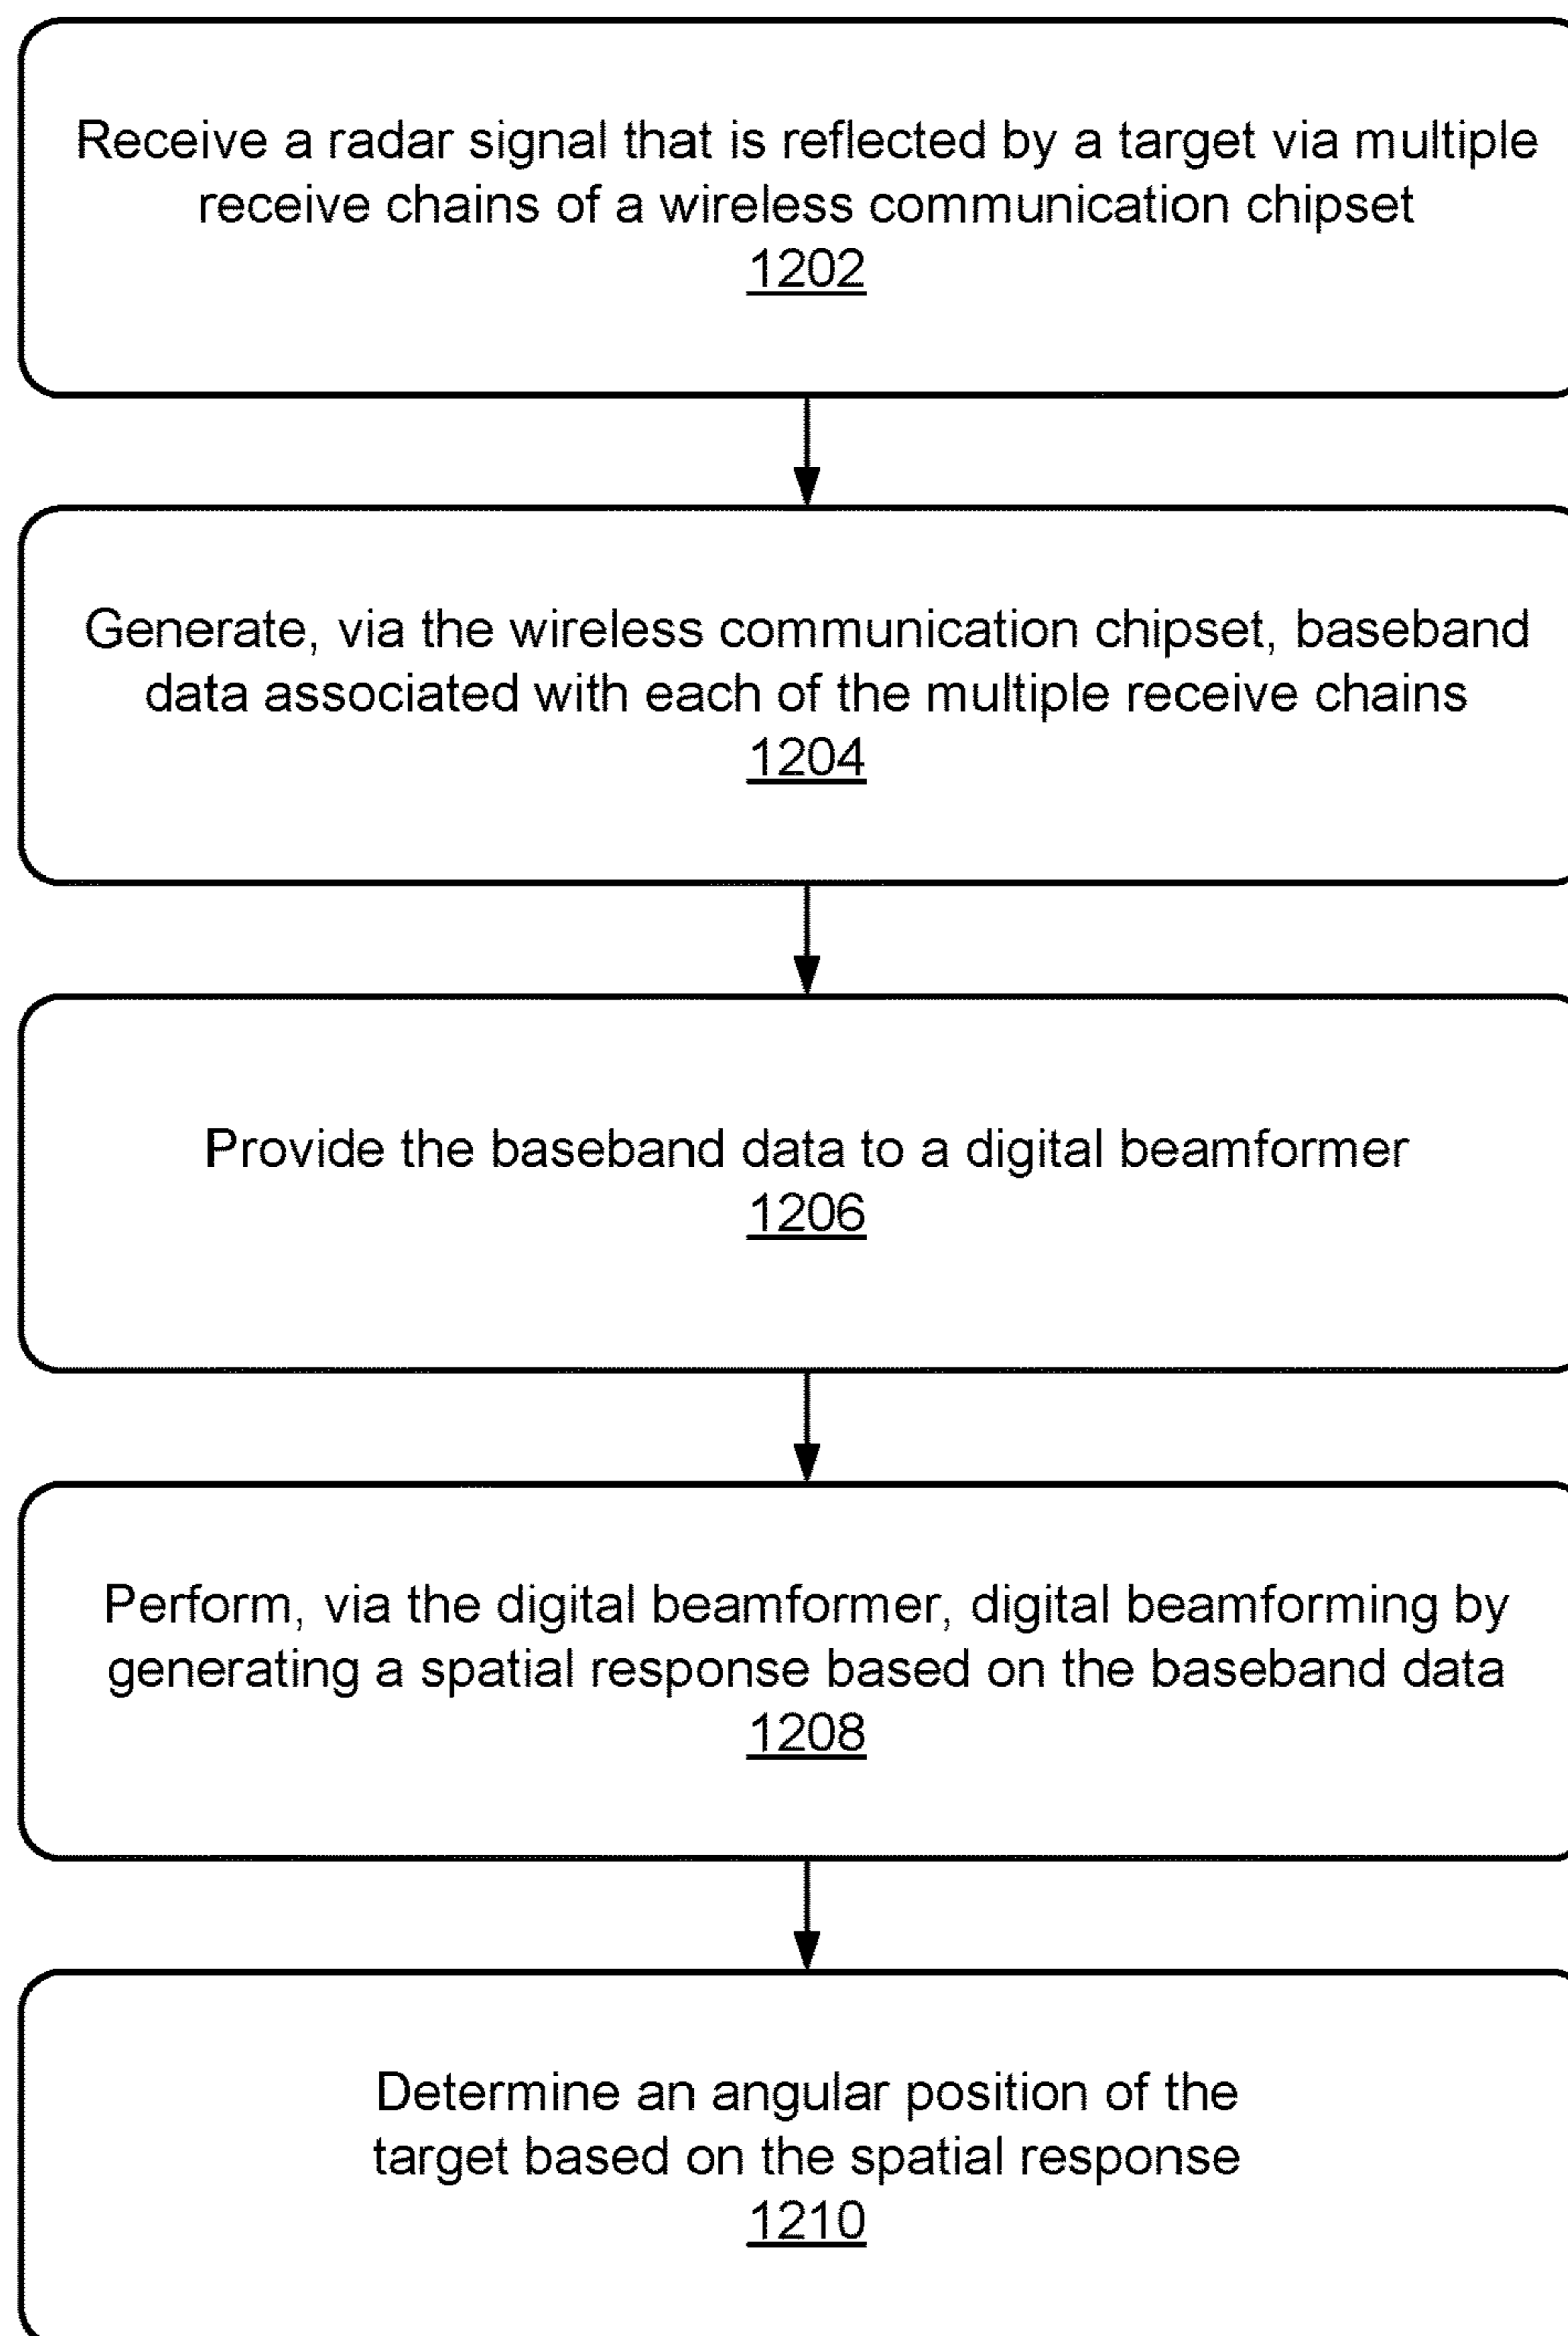 Receive a radar signal that is reflected by a target via multiple
receive chains of a wireless communication chipset
1202
Generate, via the wireless communication chipset, baseband
data associated with each of the multiple receive chains
1204
Provide the baseband data to a digital beamformer
1206
Perform, via the digital beamformer, digital beamforming by
generating a spatial response based on the baseband data
1208
Determine an angular position of the
target based on the spatial response
1210